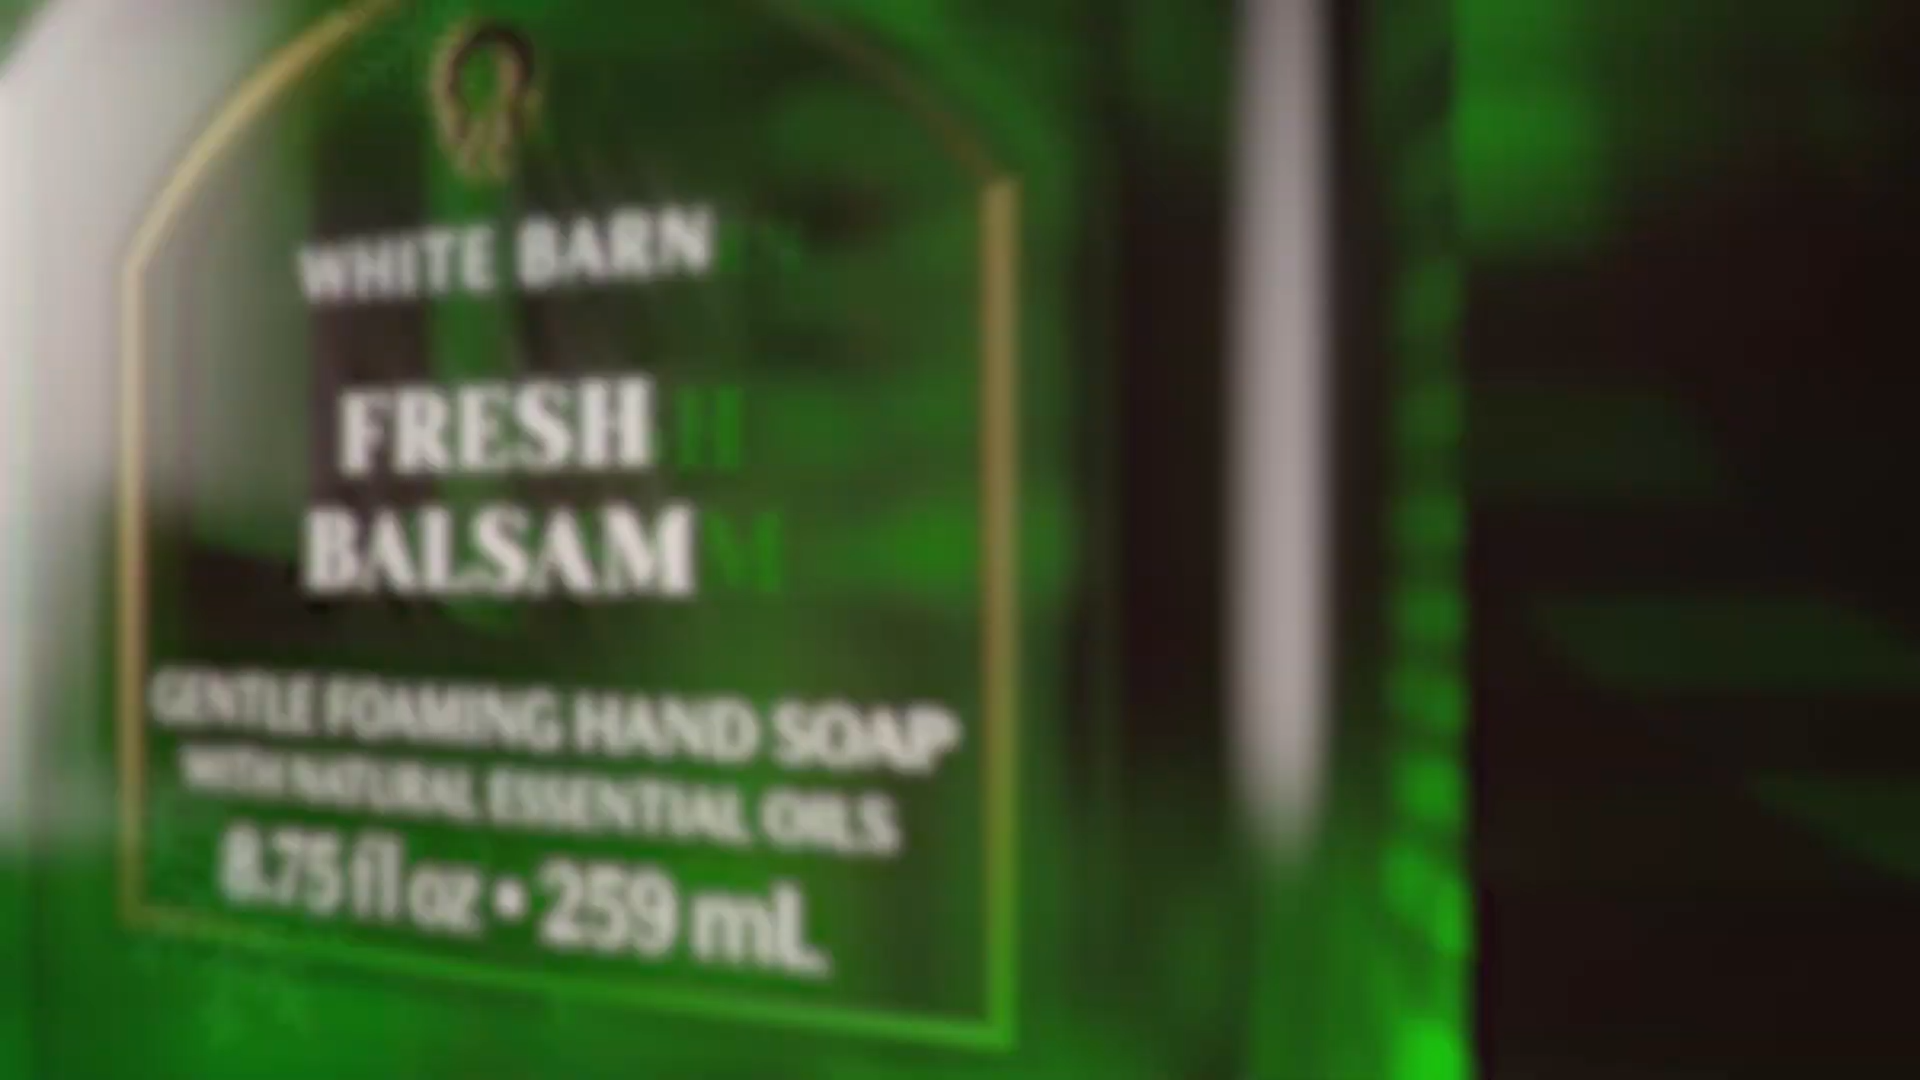 WHITE BARN
FRESH
BALSAM
GENTLE FOAMING HAND SOAP
WITH NATURAL ESSENTIAL OILS
8.75 fl oz • 259 mL